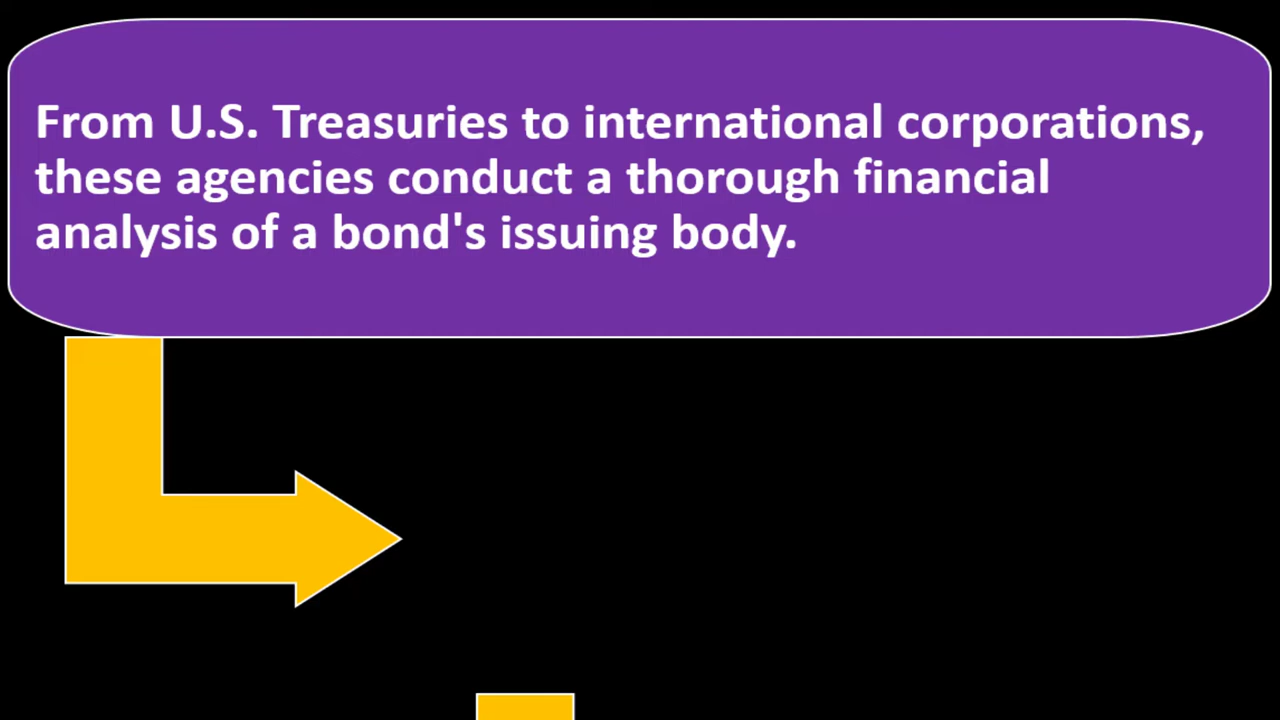 From U.S. Treasuries to international corporations,
these agencies conduct a thorough financial
analysis of a bond's issuing body.